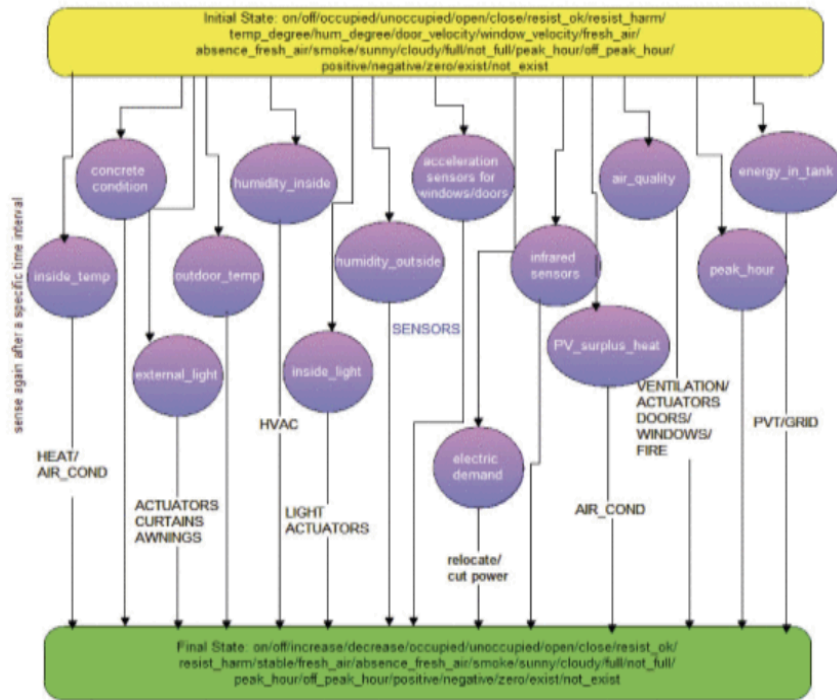 Initial State: on/off/occupied/unoccupied/open/close/resist_ok/resist_harm/
temp_degree/hum_degree/door_velocity/window_velocity/fresh_air/
absence_fresh_air/smoke/sunny/cloudy/full/not_full/peak_hour/off_peak_hour/
positive/negative/zero/exist/not_exist
sense again after a specific time interval
concrete
condition
humidity_inside
acceleration
sensors for
windows/doors
air_quality
energy_in_tank
inside_temp
outdoor_temp
humidity_outside
infrared
sensors
peak_hour
SENSORS
external_light
inside_light
PV_surplus_heat
HEAT/
AIR_COND
HVAC
VENTILATION/
ACTUATORS
DOORS/
WINDOWS/
FIRE
PVT/GRID
electric
demand
ACTUATORS
CURTAINS
AWNINGS
LIGHT
ACTUATORS
AIR_COND
relocate/
cut power
Final State: on/off/increase/decrease/occupied/unoccupied/open/close/resist_ok/
resist_harm/stable/fresh_air/absence_fresh_air/smoke/sunny/cloudy/full/not_full/
peak_hour/off_peak_hour/positive/negative/zero/exist/not_exist